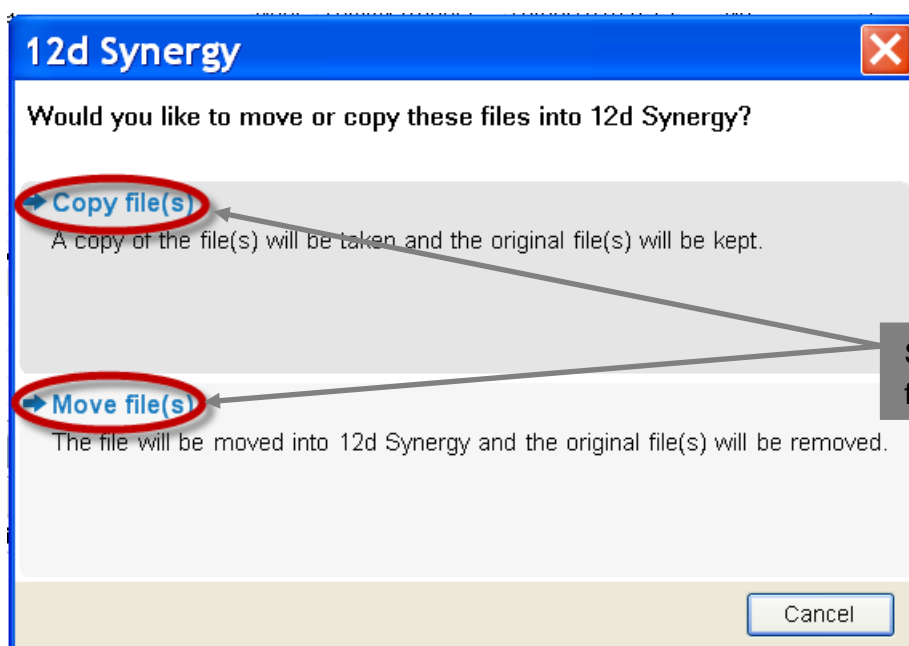 12d Synergy
Would you like to move or copy these files into 12d Synergy?
Copy file(s)
A copy of the file(s) will be taken and the original file(s) will be kept.
Move file(s)
The file will be moved into 12d Synergy and the original file(s) will be removed.
Cancel